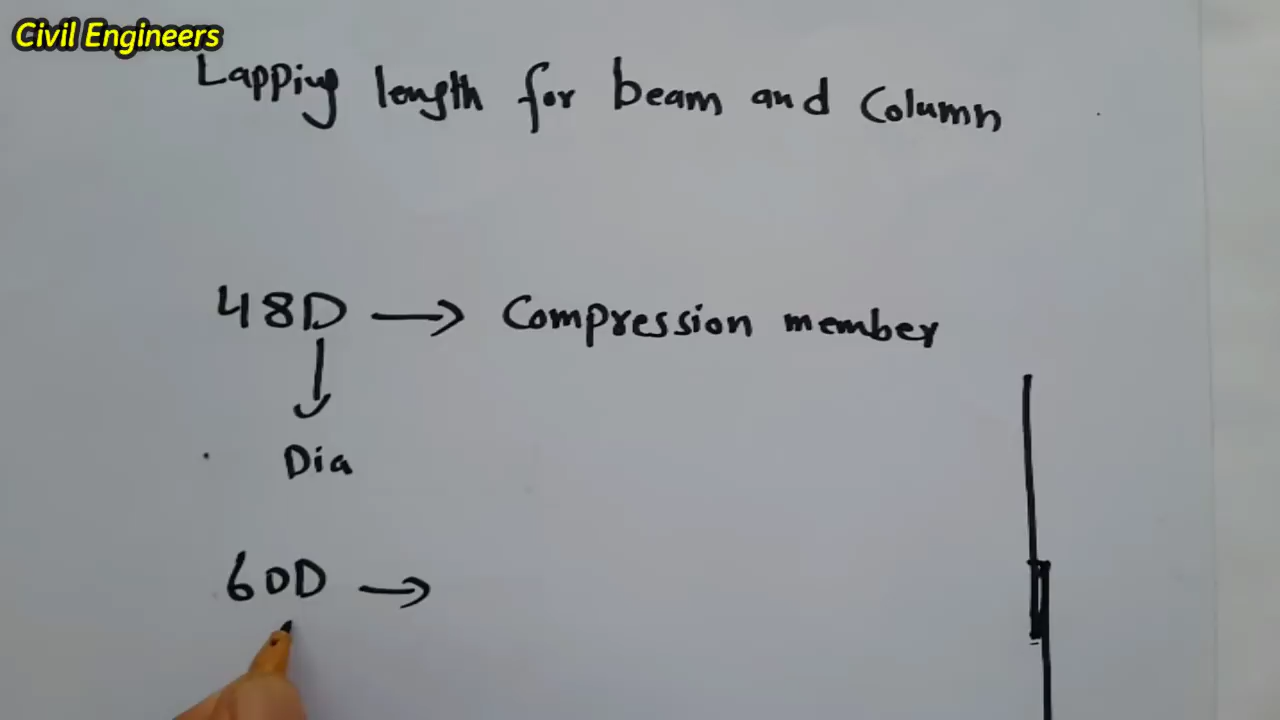 Civil Engineers
Lapping length for beam and Column
48D → Compression member
Dia
60D →